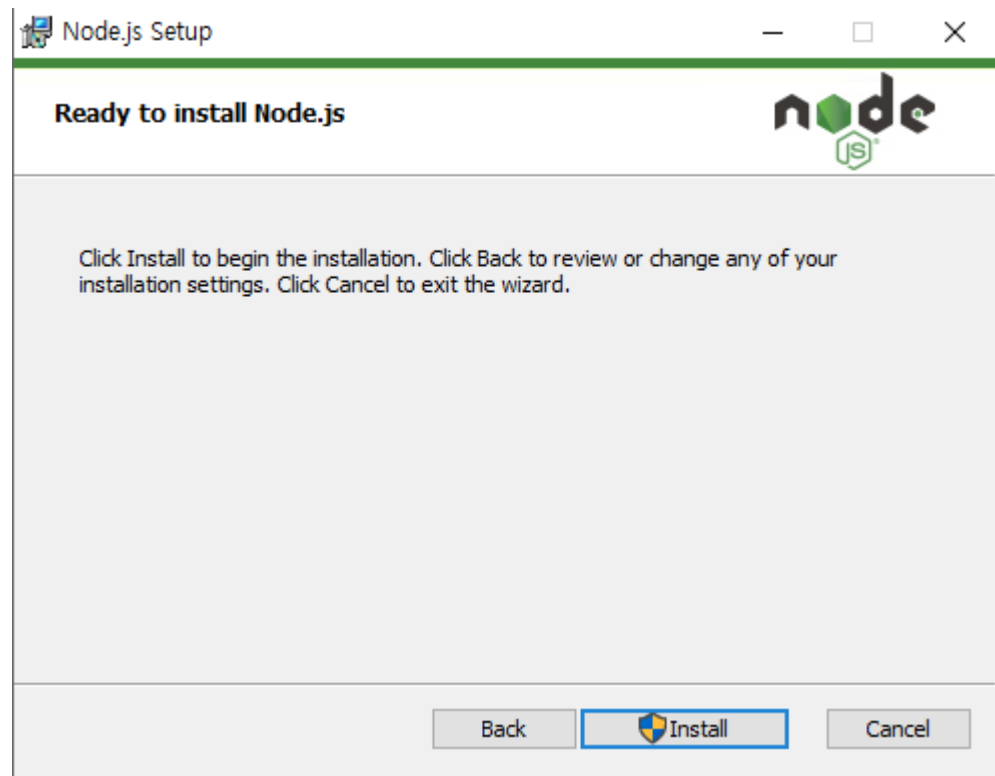 Node.js Setup
Ready to install Node.js
node
JS
Click Install to begin the installation. Click Back to review or change any of your
installation settings. Click Cancel to exit the wizard.
Back
Install
Cancel